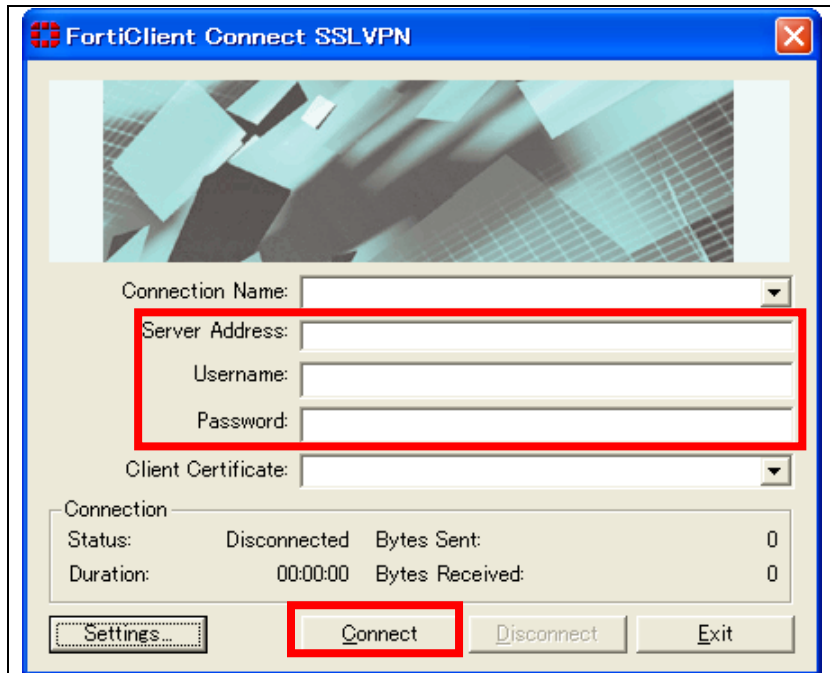 FortiClient Connect SSLVPN
Connection Name:
Server Address:
Username:
Password:
Client Certificate:
Connection
Status: Disconnected Bytes Sent: 0
Duration: 00:00:00 Bytes Received: 0
Settings... Connect Disconnect Exit